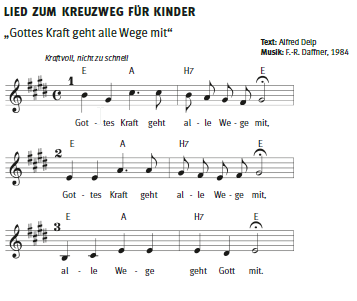 LIED ZUM KREUZWEG FÜR KINDER
„Gottes Kraft geht alle Wege mit“
Text: Alfred Delp
Musik: F.-R. Daffner, 1984
Kraftvoll, nicht zu schnell
E A H7 E
1
Got - tes Kraft geht al - le We - ge mit,
E A H7 E
2
Got - tes Kraft geht al - le We - ge mit,
E A H7 E
3
al - le We - ge geht Gott mit.